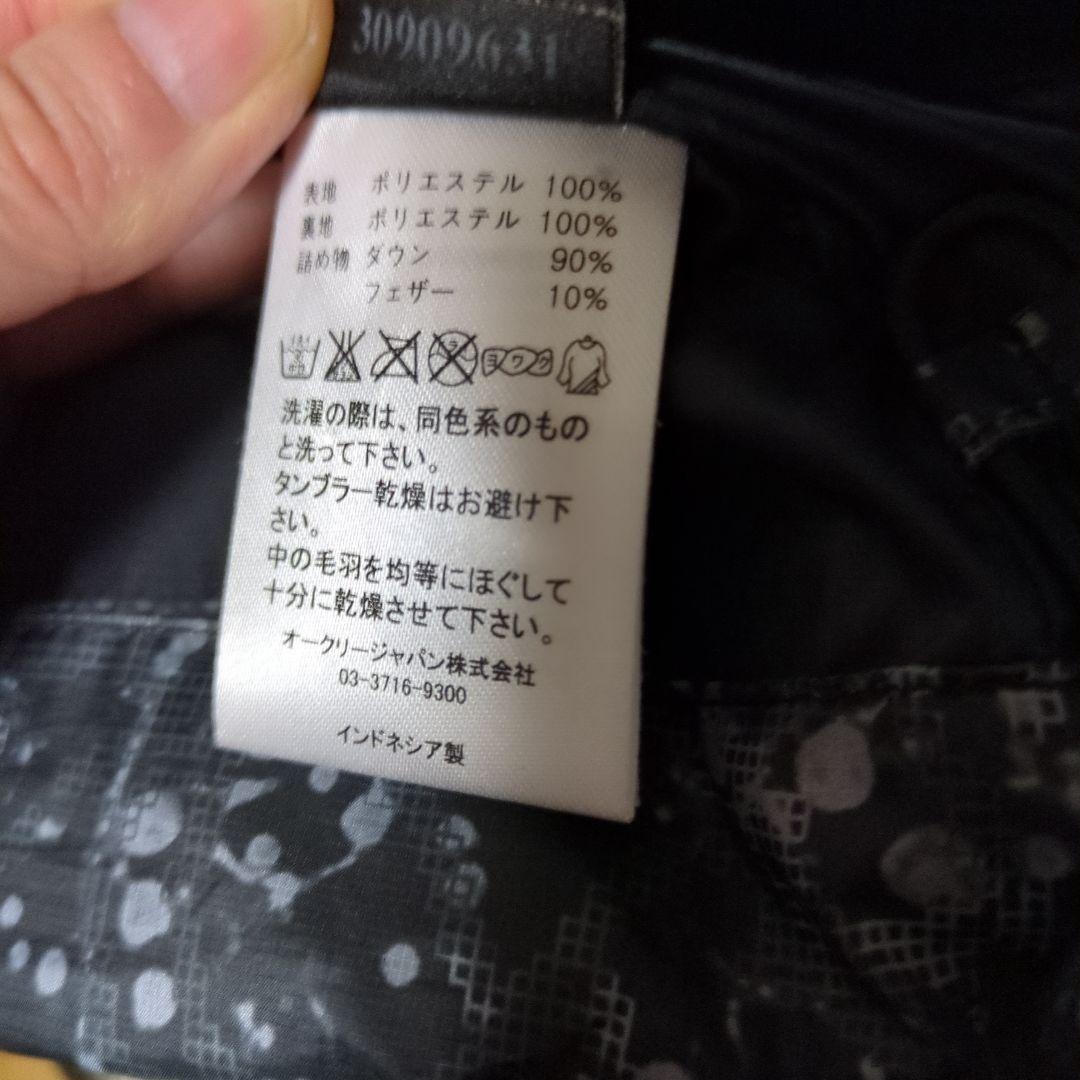 30909631
表地 ポリエステル 100%
裏地 ポリエステル 100%
詰め物 ダウン 90%
フェザー 10%
ヨワク
洗濯の際は、同色系のもの
と洗って下さい。
タンブラー乾燥はお避け下
さい。
中の毛羽を均等にほぐして
十分に乾燥させて下さい。
オークリージャパン株式会社
03-3716-9300
インドネシア製